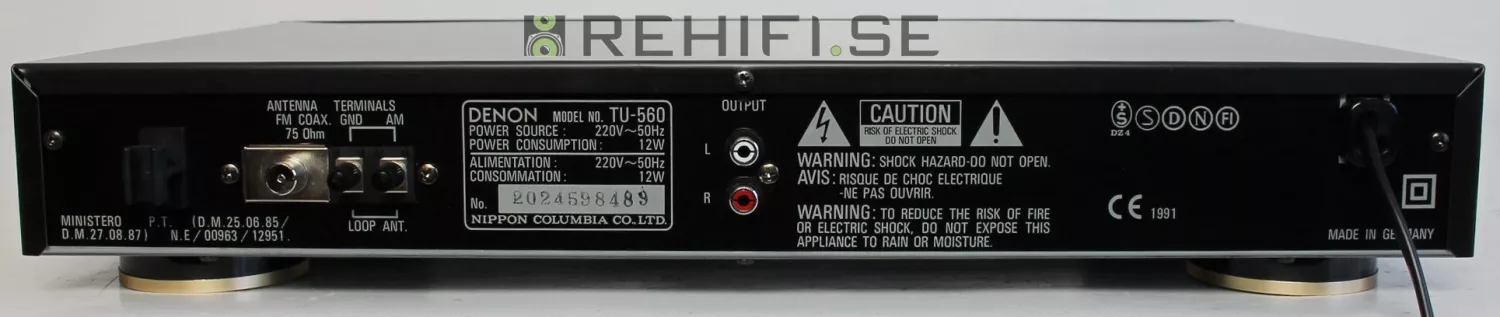 REHIFI.SE
ANTENNA TERMINALS
FM COAX. GND AM
75 Ohm
LOOP ANT.
MINISTERO P.T. (D.M.25.06.85/
D.M.27.08.87) N.E/00963/12951.
DENON MODEL NO. TU-560
POWER SOURCE : 220V~50Hz
POWER CONSUMPTION : 12W
ALIMENTATION : 220V~50Hz
CONSOMMATION : 12W
No. 2024598489
NIPPON COLUMBIA CO.,LTD.
OUTPUT
L
R
CAUTION
RISK OF ELECTRIC SHOCK
DO NOT OPEN
WARNING: SHOCK HAZARD-DO NOT OPEN.
AVIS: RISQUE DE CHOC ELECTRIQUE
-NE PAS OUVRIR.
WARNING: TO REDUCE THE RISK OF FIRE
OR ELECTRIC SHOCK, DO NOT EXPOSE THIS
APPLIANCE TO RAIN OR MOISTURE.
S S D N FI
DZ4
CE 1991
MADE IN GERMANY